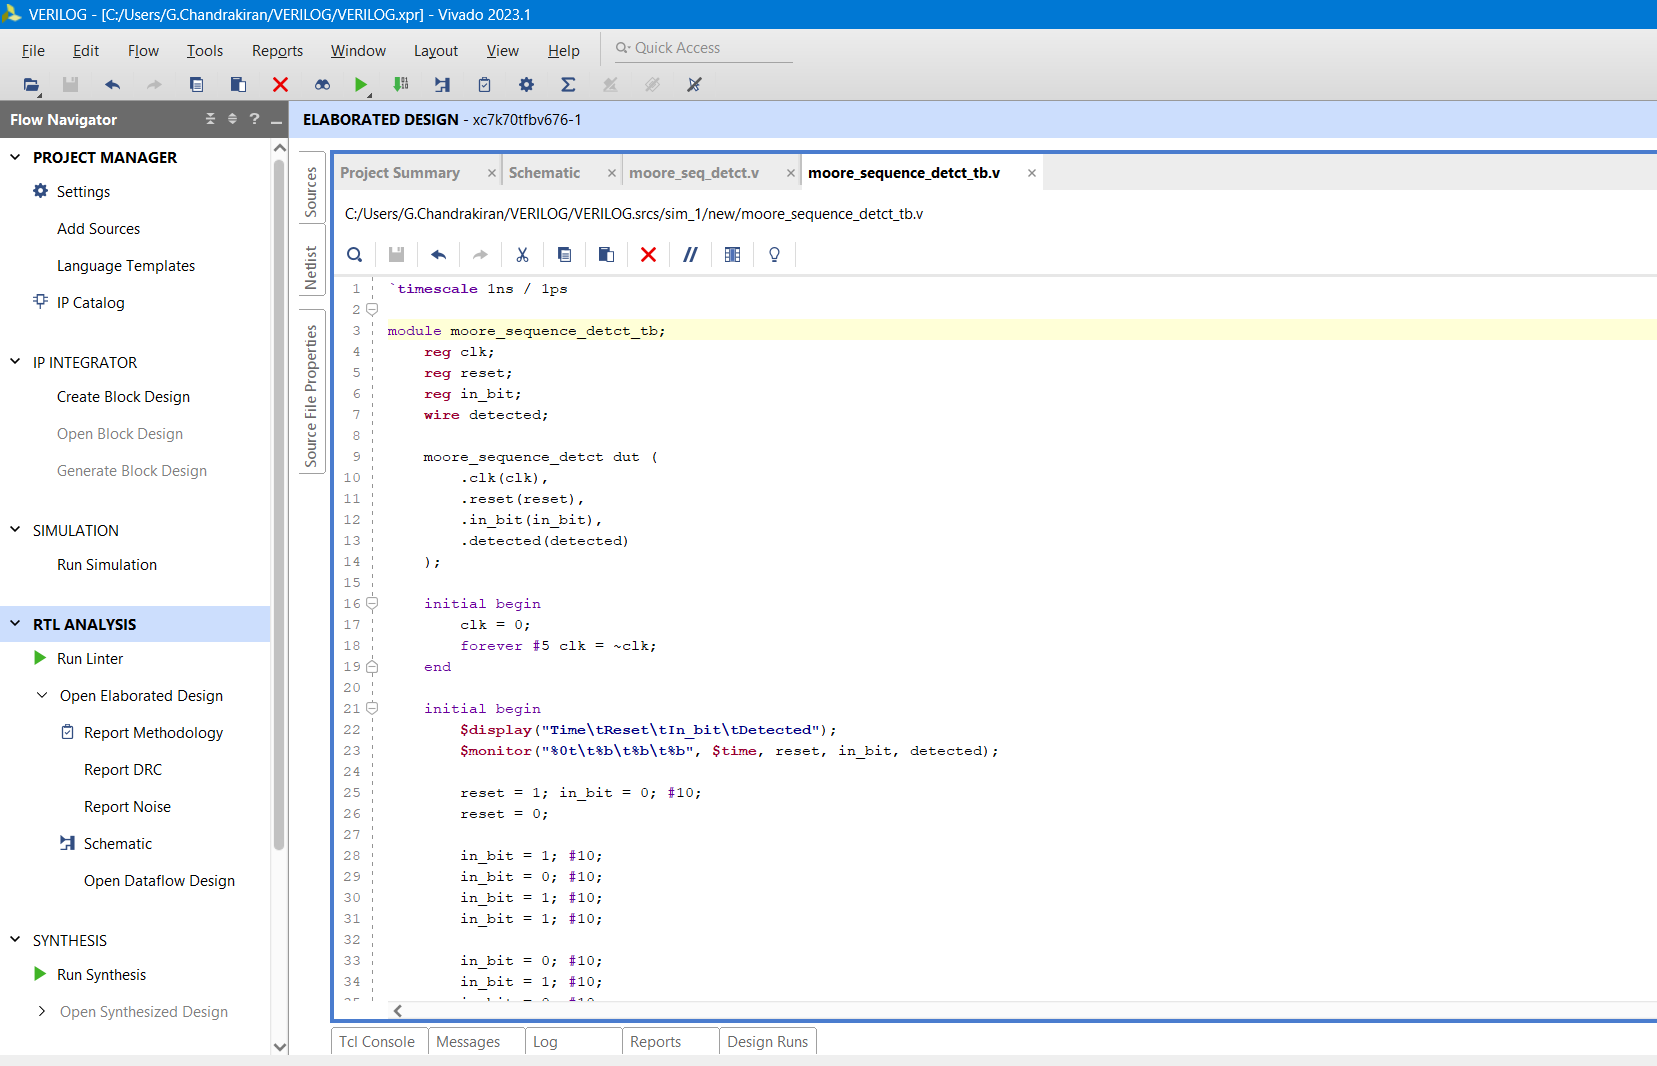 VERILOG - [C:/Users/G.Chandrakiran/VERILOG/VERILOG.xpr] - Vivado 2023.1
File Edit Flow Tools Reports Window Layout View Help Quick Access
Flow Navigator
PROJECT MANAGER
Settings
Add Sources
Language Templates
IP Catalog
IP INTEGRATOR
Create Block Design
Open Block Design
Generate Block Design
SIMULATION
Run Simulation
RTL ANALYSIS
Run Linter
Open Elaborated Design
Report Methodology
Report DRC
Report Noise
Schematic
Open Dataflow Design
SYNTHESIS
Run Synthesis
Open Synthesized Design
ELABORATED DESIGN - xc7k70tfbv676-1
Sources
Netlist
Source File Properties
Project Summary × Schematic × moore_seq_detct.v × moore_sequence_detct_tb.v ×
C:/Users/G.Chandrakiran/VERILOG/VERILOG.srcs/sim_1/new/moore_sequence_detct_tb.v
1 `timescale 1ns / 1ps
2
3 module moore_sequence_detct_tb;
4 reg clk;
5 reg reset;
6 reg in_bit;
7 wire detected;
8
9 moore_sequence_detct dut (
10 .clk(clk),
11 .reset(reset),
12 .in_bit(in_bit),
13 .detected(detected)
14 );
15
16 initial begin
17 clk = 0;
18 forever #5 clk = ~clk;
19 end
20
21 initial begin
22 $display("Time\tReset\tIn_bit\tDetected");
23 $monitor("%0t\t%b\t%b\t%b", $time, reset, in_bit, detected);
24
25 reset = 1; in_bit = 0; #10;
26 reset = 0;
27
28 in_bit = 1; #10;
29 in_bit = 0; #10;
30 in_bit = 1; #10;
31 in_bit = 1; #10;
32
33 in_bit = 0; #10;
34 in_bit = 1; #10;
Tcl Console Messages Log Reports Design Runs